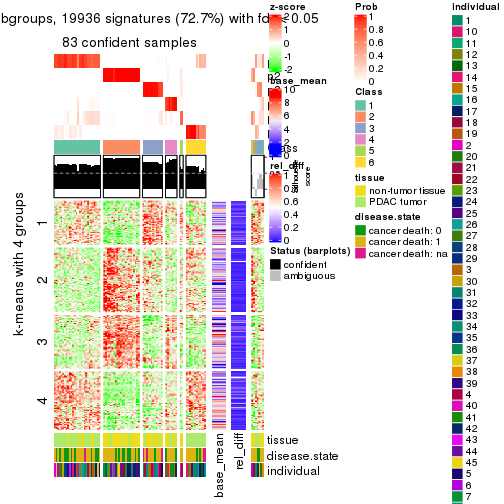 bgroups, 19936 signatures (72.7%) with fd
0.05
83 confident samples
k-means with 4 groups
1
2
3
4
tissue
disease.state
individual
base_mean
rel_diff
z-score
2
1
0
-1
-2
base_mean
10
8
6
4
2
0
rel_diff
1
0.8
0.6
0.4
0.2
0
Silhouette
score
Status (barplots)
confident
ambiguous
Prob
1
0.8
0.6
0.4
0.2
0
Class
1
2
3
4
5
6
tissue
non-tumor tissue
PDAC tumor
disease.state
cancer death: 0
cancer death: 1
cancer death: na
individual
1
10
11
12
13
14
15
16
17
18
19
2
20
21
22
23
24
25
26
27
28
29
3
30
31
32
33
34
35
36
37
38
39
4
40
41
42
43
44
45
5
6
7